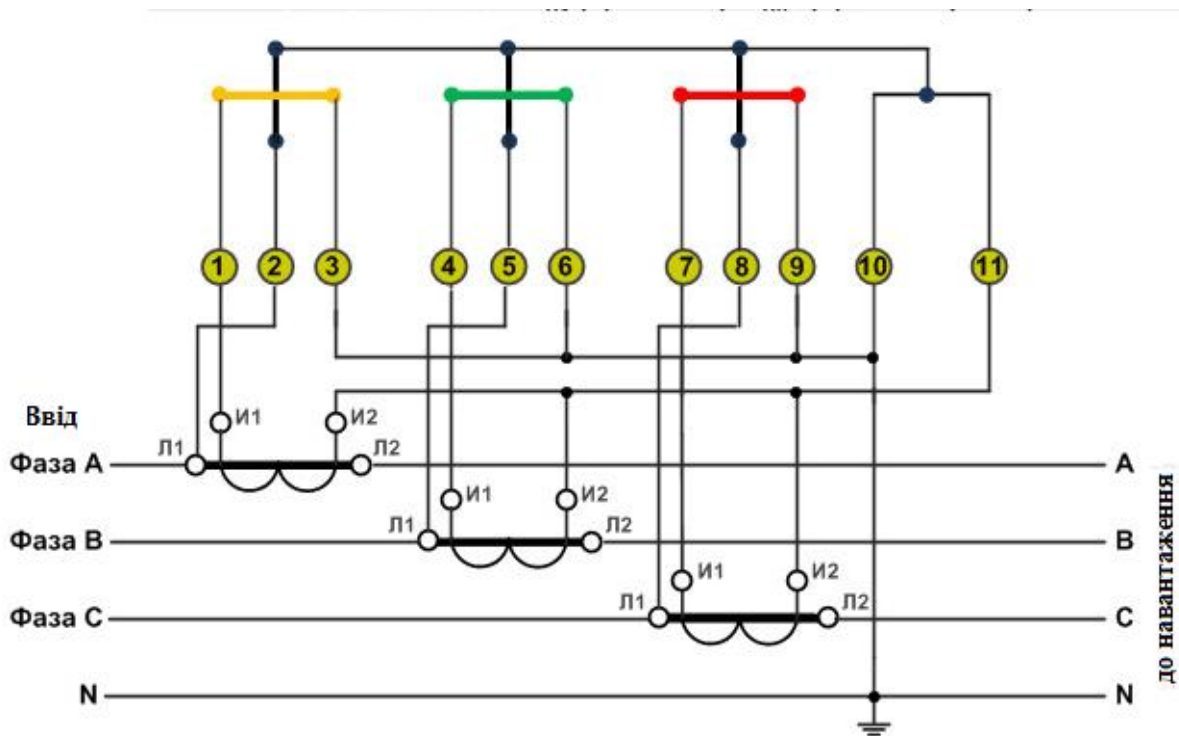 1 2 3 4 5 6 7 8 9 10 11
Ввід
И1 И2
Л1 Л2
Фаза А А
И1 И2
Л1 Л2
Фаза В В
И1 И2
Л1 Л2
Фаза С С
N N
до навантаження